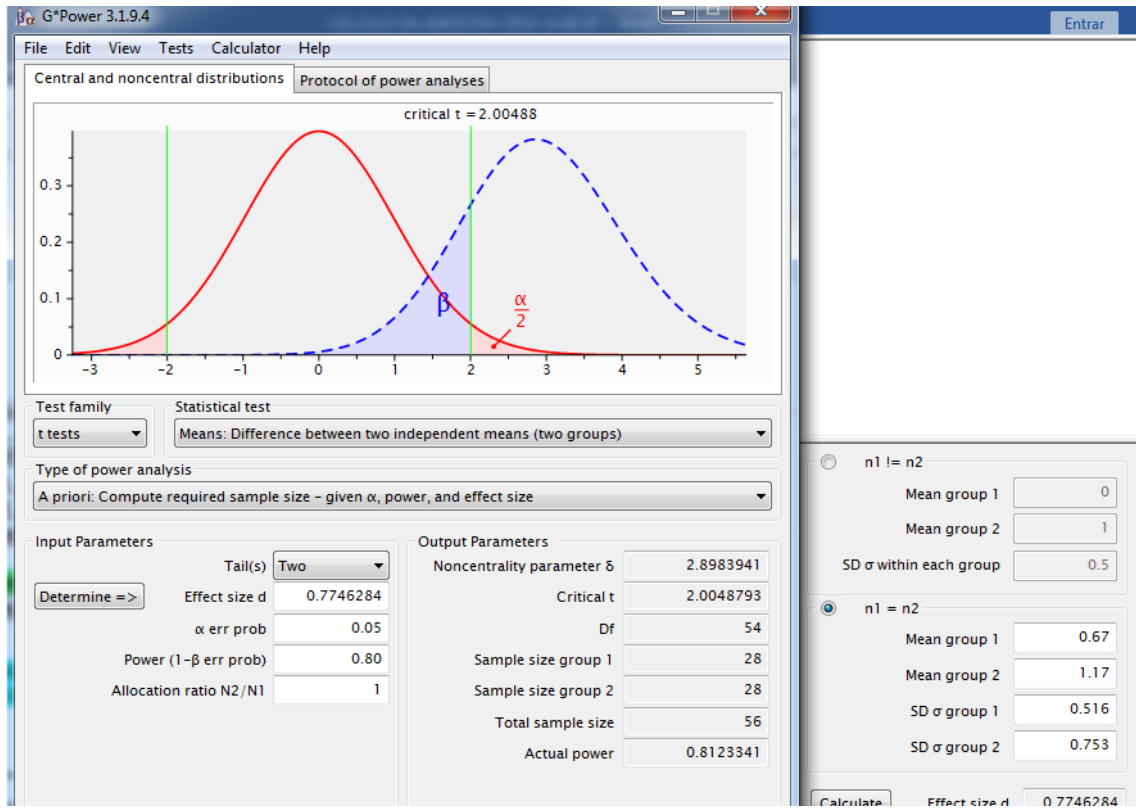 G*Power 3.1.9.4
Entrar
File Edit View Tests Calculator Help
Central and noncentral distributions
Protocol of power analyses
critical t = 2.00488
0.3
0.2
0.1
0
β
α
2
-3 -2 -1 0 1 2 3 4 5
Test family
Statistical test
t tests
Means: Difference between two independent means (two groups)
Type of power analysis
A priori: Compute required sample size – given α, power, and effect size
Input Parameters
Tail(s) Two
Determine => Effect size d 0.7746284
α err prob 0.05
Power (1-β err prob) 0.80
Allocation ratio N2/N1 1
Output Parameters
Noncentrality parameter δ 2.8983941
Critical t 2.0048793
Df 54
Sample size group 1 28
Sample size group 2 28
Total sample size 56
Actual power 0.8123341
n1 != n2
Mean group 1 0
Mean group 2 1
SD σ within each group 0.5
n1 = n2
Mean group 1 0.67
Mean group 2 1.17
SD σ group 1 0.516
SD σ group 2 0.753
Calculate Effect size d 0.7746284